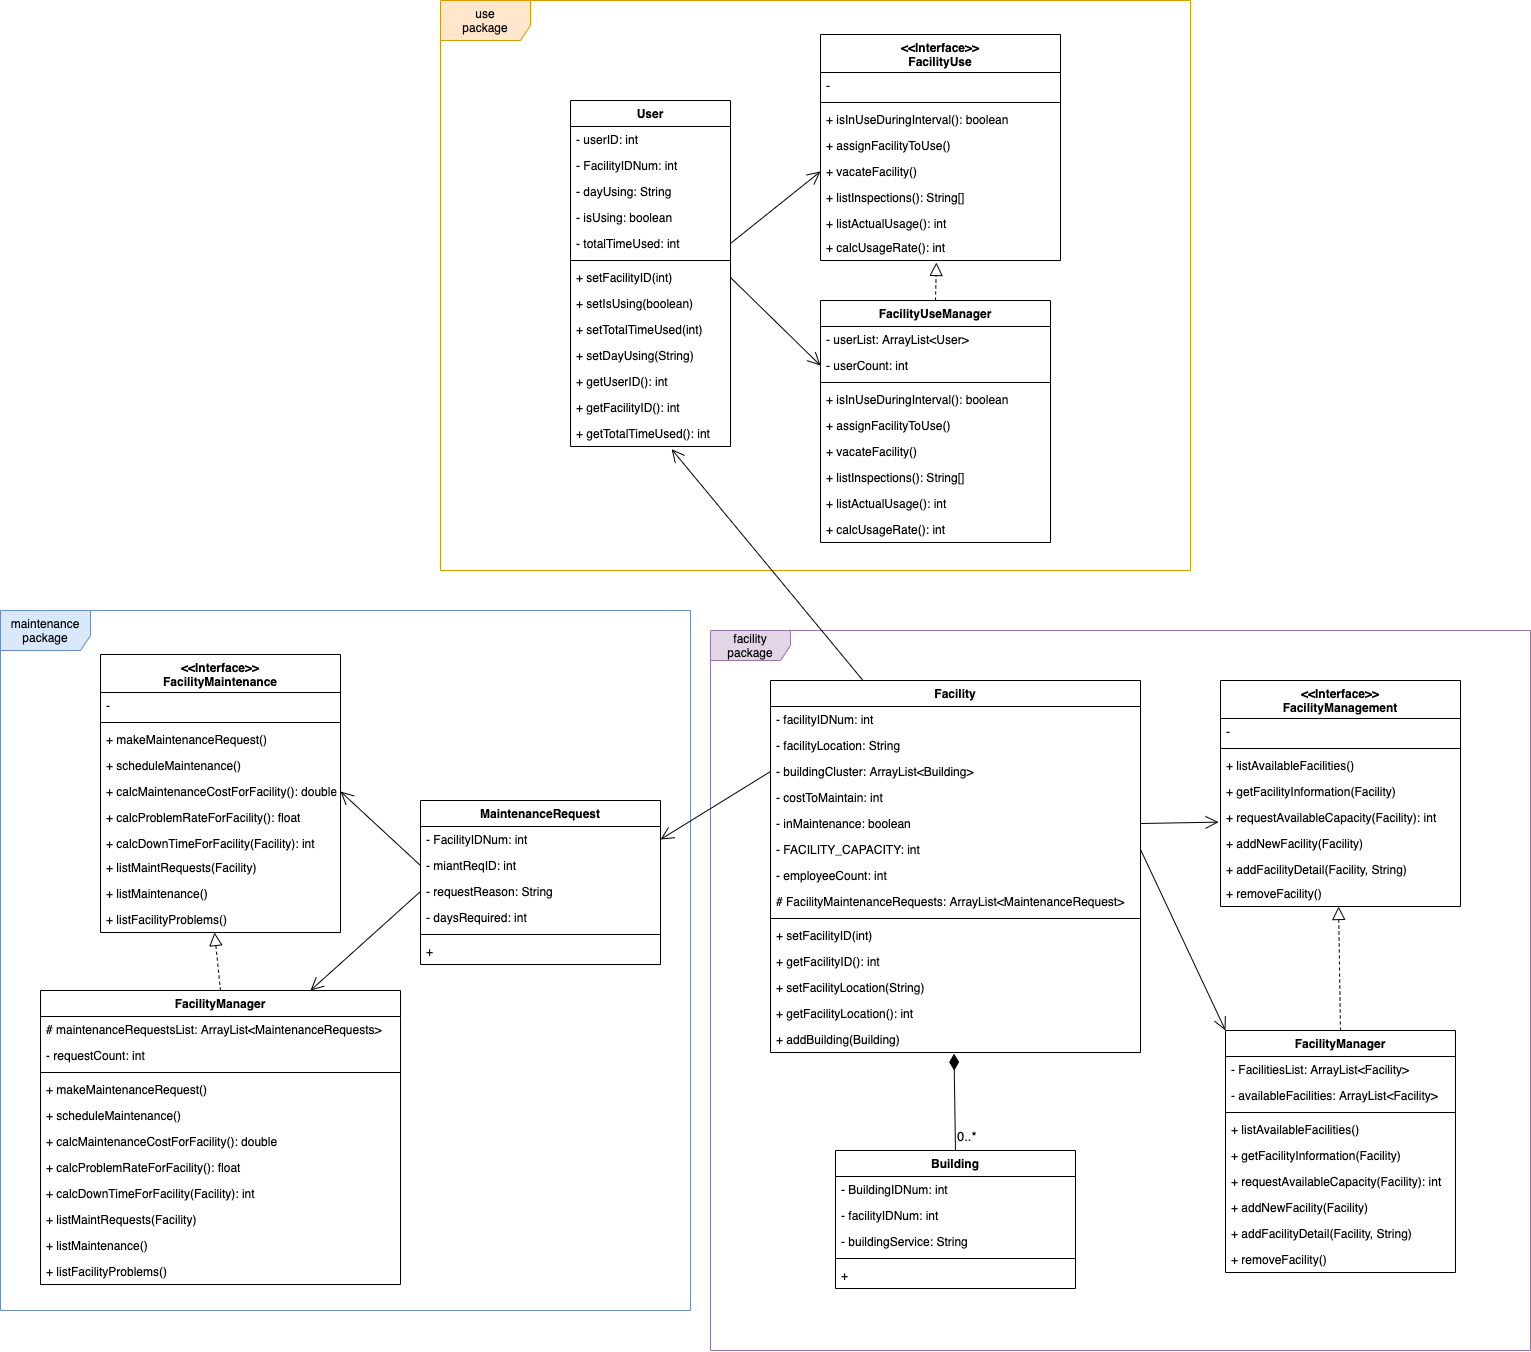 use
package
<<Interface>>
FacilityUse
-
+ isInUseDuringInterval(): boolean
+ assignFacilityToUse()
+ vacateFacility()
+ listInspections(): String[]
+ listActualUsage(): int
+ calcUsageRate(): int
User
- userID: int
- FacilityIDNum: int
- dayUsing: String
- isUsing: boolean
- totalTimeUsed: int
+ setFacilityID(int)
+ setIsUsing(boolean)
+ setTotalTimeUsed(int)
+ setDayUsing(String)
+ getUserID(): int
+ getFacilityID(): int
+ getTotalTimeUsed(): int
FacilityUseManager
- userList: ArrayList<User>
- userCount: int
+ isInUseDuringInterval(): boolean
+ assignFacilityToUse()
+ vacateFacility()
+ listInspections(): String[]
+ listActualUsage(): int
+ calcUsageRate(): int
maintenance
package
<<Interface>>
FacilityMaintenance
-
+ makeMaintenanceRequest()
+ scheduleMaintenance()
+ calcMaintenanceCostForFacility(): double
+ calcProblemRateForFacility(): float
+ calcDownTimeForFacility(Facility): int
+ listMaintRequests(Facility)
+ listMaintenance()
+ listFacilityProblems()
MaintenanceRequest
- FacilityIDNum: int
- miantReqID: int
- requestReason: String
- daysRequired: int
+
FacilityManager
# maintenanceRequestsList: ArrayList<MaintenanceRequests>
- requestCount: int
+ makeMaintenanceRequest()
+ scheduleMaintenance()
+ calcMaintenanceCostForFacility(): double
+ calcProblemRateForFacility(): float
+ calcDownTimeForFacility(Facility): int
+ listMaintRequests(Facility)
+ listMaintenance()
+ listFacilityProblems()
facility
package
Facility
- facilityIDNum: int
- facilityLocation: String
- buildingCluster: ArrayList<Building>
- costToMaintain: int
- inMaintenance: boolean
- FACILITY_CAPACITY: int
- employeeCount: int
# FacilityMaintenanceRequests: ArrayList<MaintenanceRequest>
+ setFacilityID(int)
+ getFacilityID(): int
+ setFacilityLocation(String)
+ getFacilityLocation(): int
+ addBuilding(Building)
0..*
Building
- BuildingIDNum: int
- facilityIDNum: int
- buildingService: String
+
<<Interface>>
FacilityManagement
-
+ listAvailableFacilities()
+ getFacilityInformation(Facility)
+ requestAvailableCapacity(Facility): int
+ addNewFacility(Facility)
+ addFacilityDetail(Facility, String)
+ removeFacility()
FacilityManager
- FacilitiesList: ArrayList<Facility>
- availableFacilities: ArrayList<Facility>
+ listAvailableFacilities()
+ getFacilityInformation(Facility)
+ requestAvailableCapacity(Facility): int
+ addNewFacility(Facility)
+ addFacilityDetail(Facility, String)
+ removeFacility()